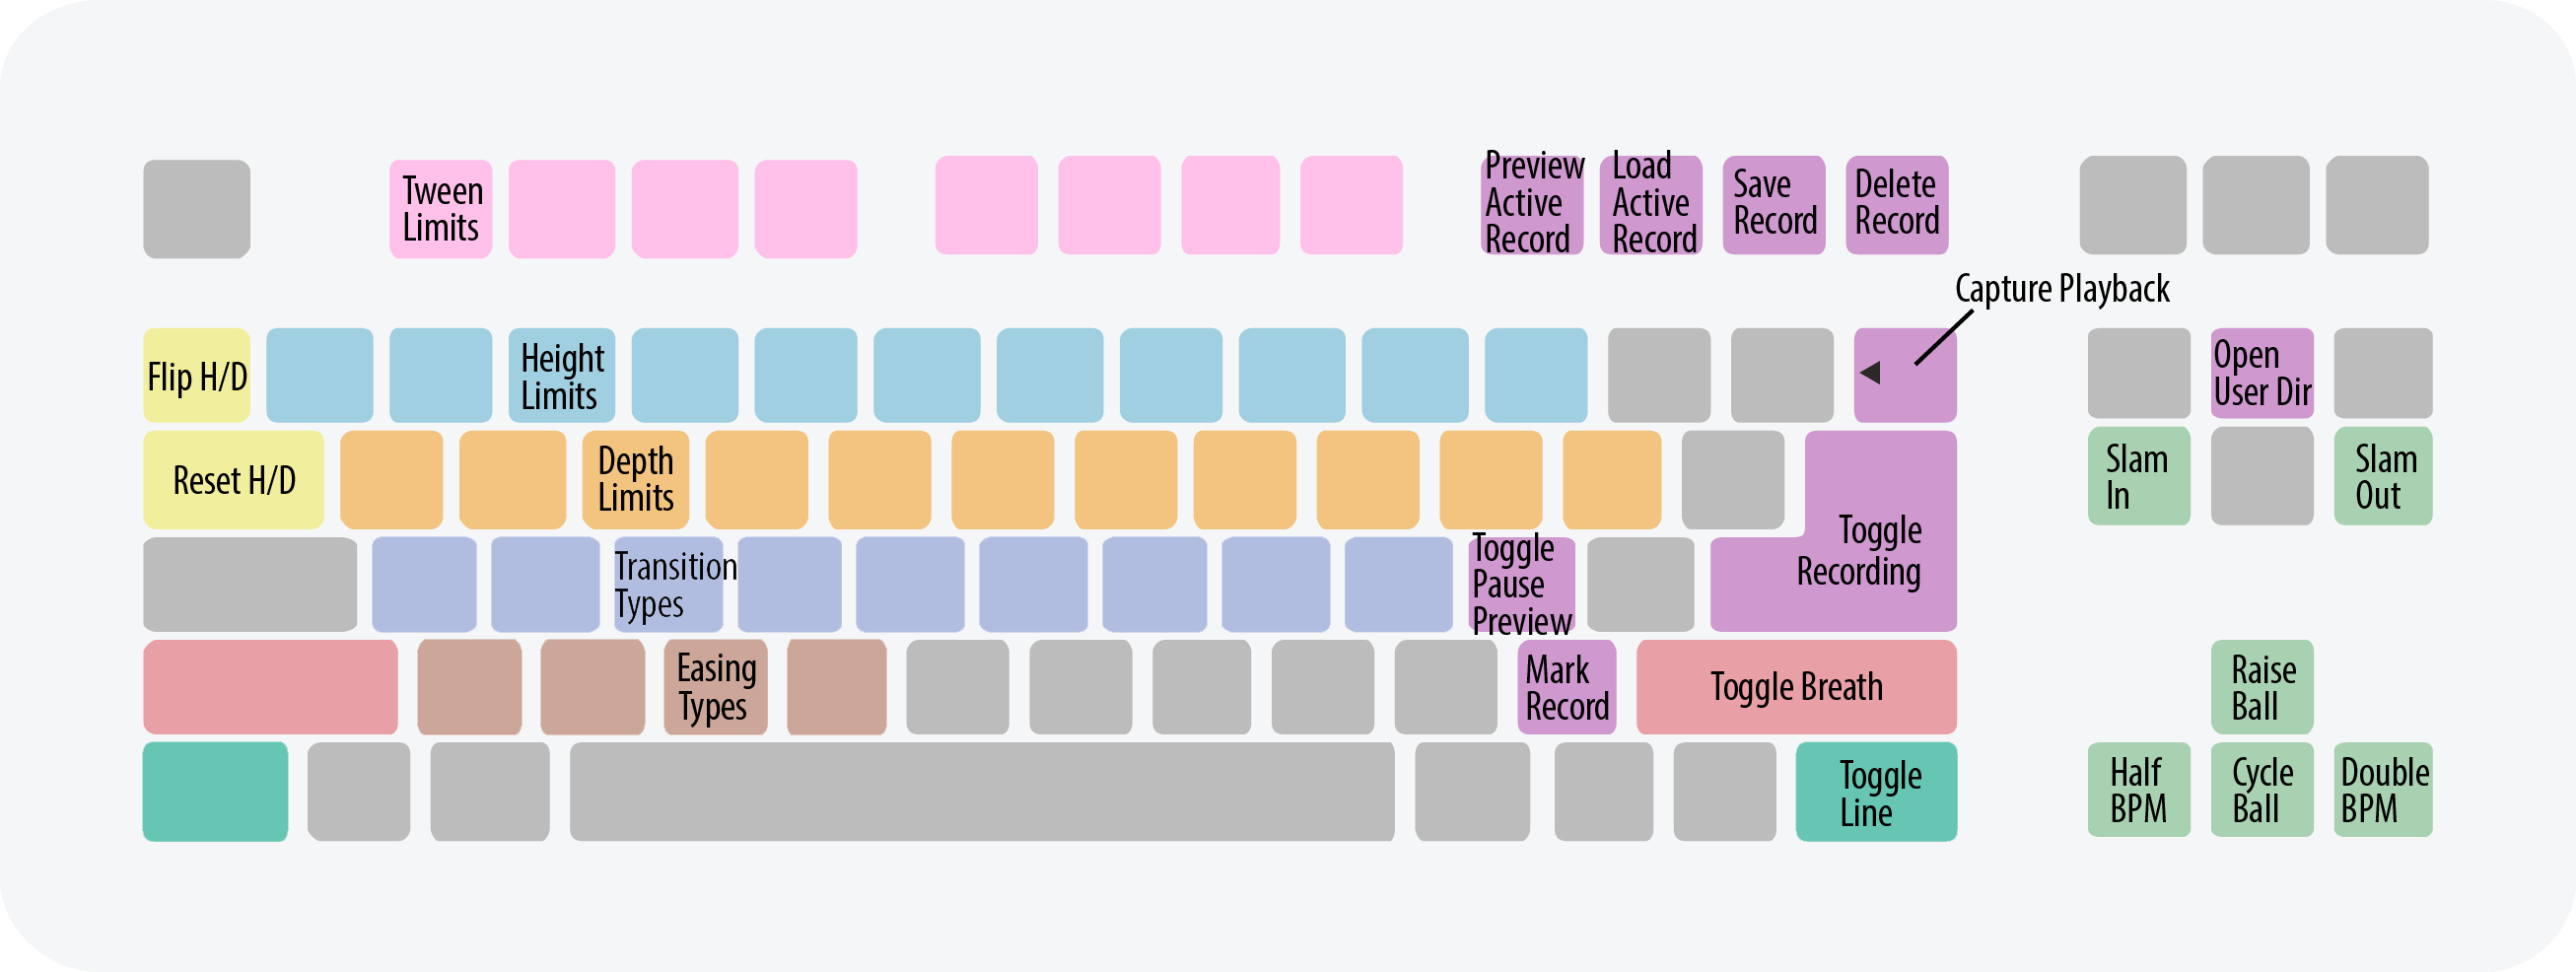 Tween
Limits
Preview
Active
Record
Load
Active
Record
Save
Record
Delete
Record
Capture Playback
Flip H/D
Height
Limits
Open
User Dir
Reset H/D
Depth
Limits
Slam
In
Slam
Out
Transition
Types
Toggle
Pause
Preview
Toggle
Recording
Easing
Types
Mark
Record
Toggle Breath
Raise
Ball
Toggle
Line
Half
BPM
Cycle
Ball
Double
BPM